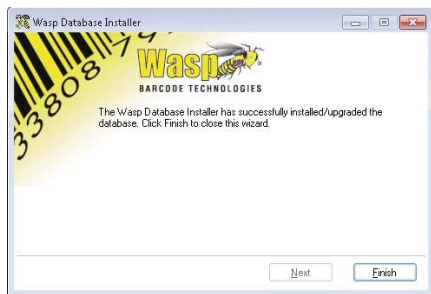 Wasp Database Installer
Wasp
BARCODE TECHNOLOGIES
The Wasp Database Installer has successfully installed/upgraded the
database. Click Finish to close this wizard.
Next
Finish